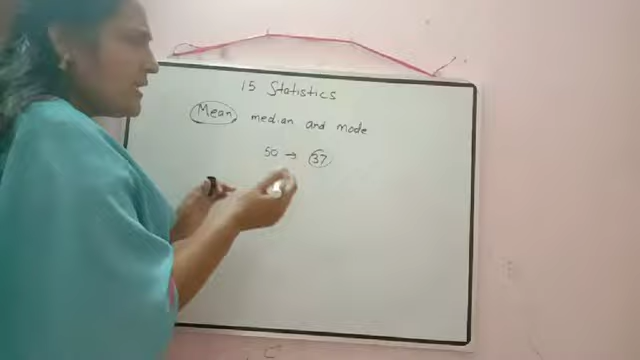 15 Statistics
Mean, median and mode
50 → 37